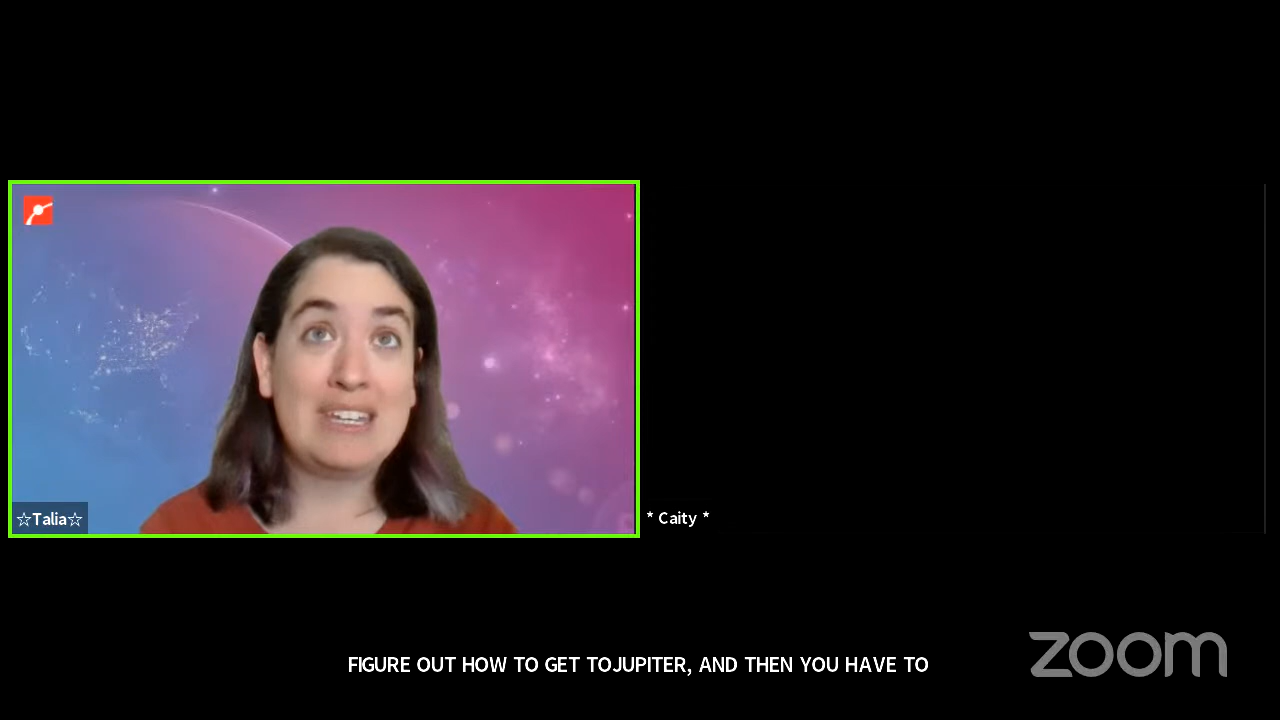 ☆Talia☆
* Caity *
FIGURE OUT HOW TO GET TOJUPITER, AND THEN YOU HAVE TO
zoom